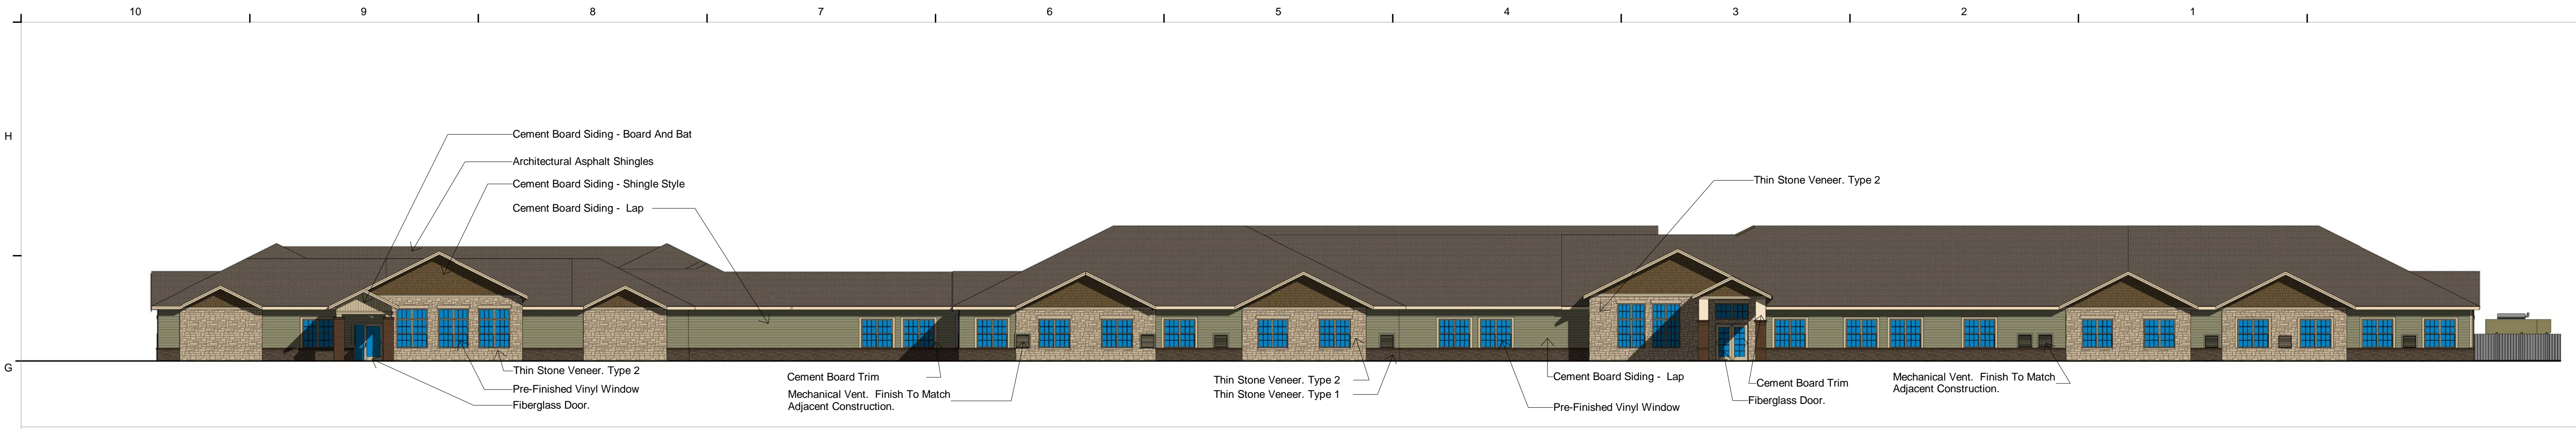 10 9 8 7 6 5 4 3 2 1
H
Cement Board Siding - Board And Bat
Architectural Asphalt Shingles
Cement Board Siding - Shingle Style
Cement Board Siding -  Lap
Thin Stone Veneer. Type 2
G
Thin Stone Veneer. Type 2
Pre-Finished Vinyl Window
Fiberglass Door.
Cement Board Trim
Mechanical Vent.  Finish To Match
Adjacent Construction.
Thin Stone Veneer. Type 2
Thin Stone Veneer. Type 1
Cement Board Siding -  Lap
Pre-Finished Vinyl Window
Cement Board Trim
Fiberglass Door.
Mechanical Vent.  Finish To Match
Adjacent Construction.